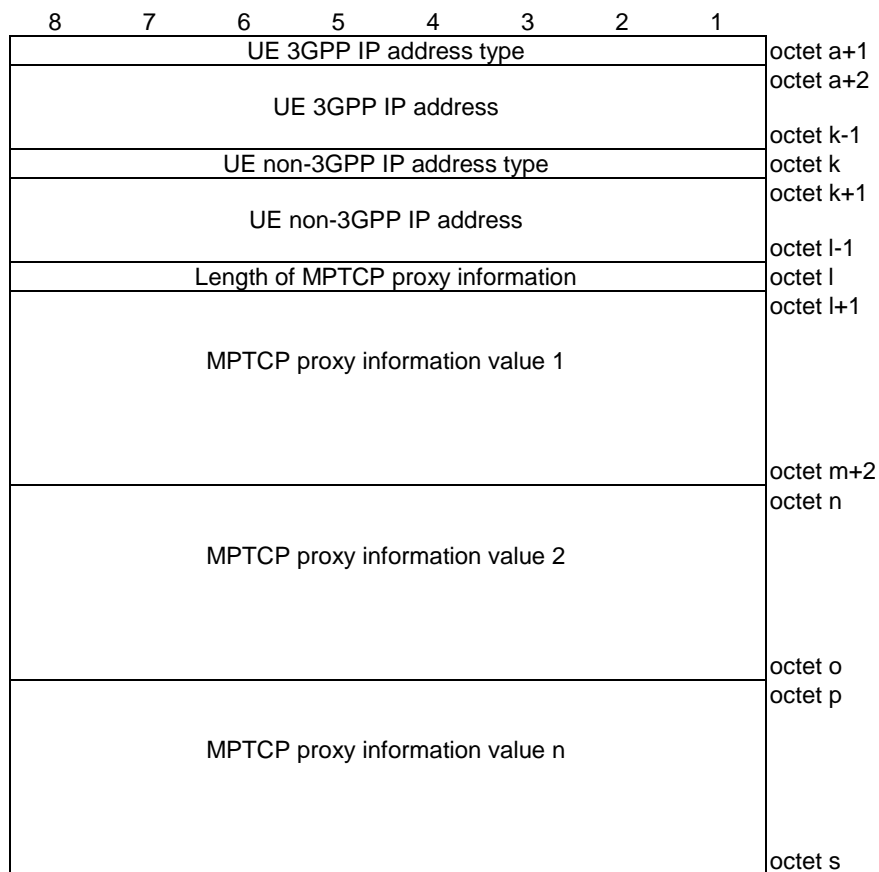 8 7 6 5 4 3 2 1
UE 3GPP IP address type octet a+1
octet a+2
UE 3GPP IP address
octet k-1
UE non-3GPP IP address type octet k
octet k+1
UE non-3GPP IP address
octet l-1
Length of MPTCP proxy information octet l
octet l+1
MPTCP proxy information value 1
octet m+2
octet n
MPTCP proxy information value 2
octet o
octet p
MPTCP proxy information value n
octet s